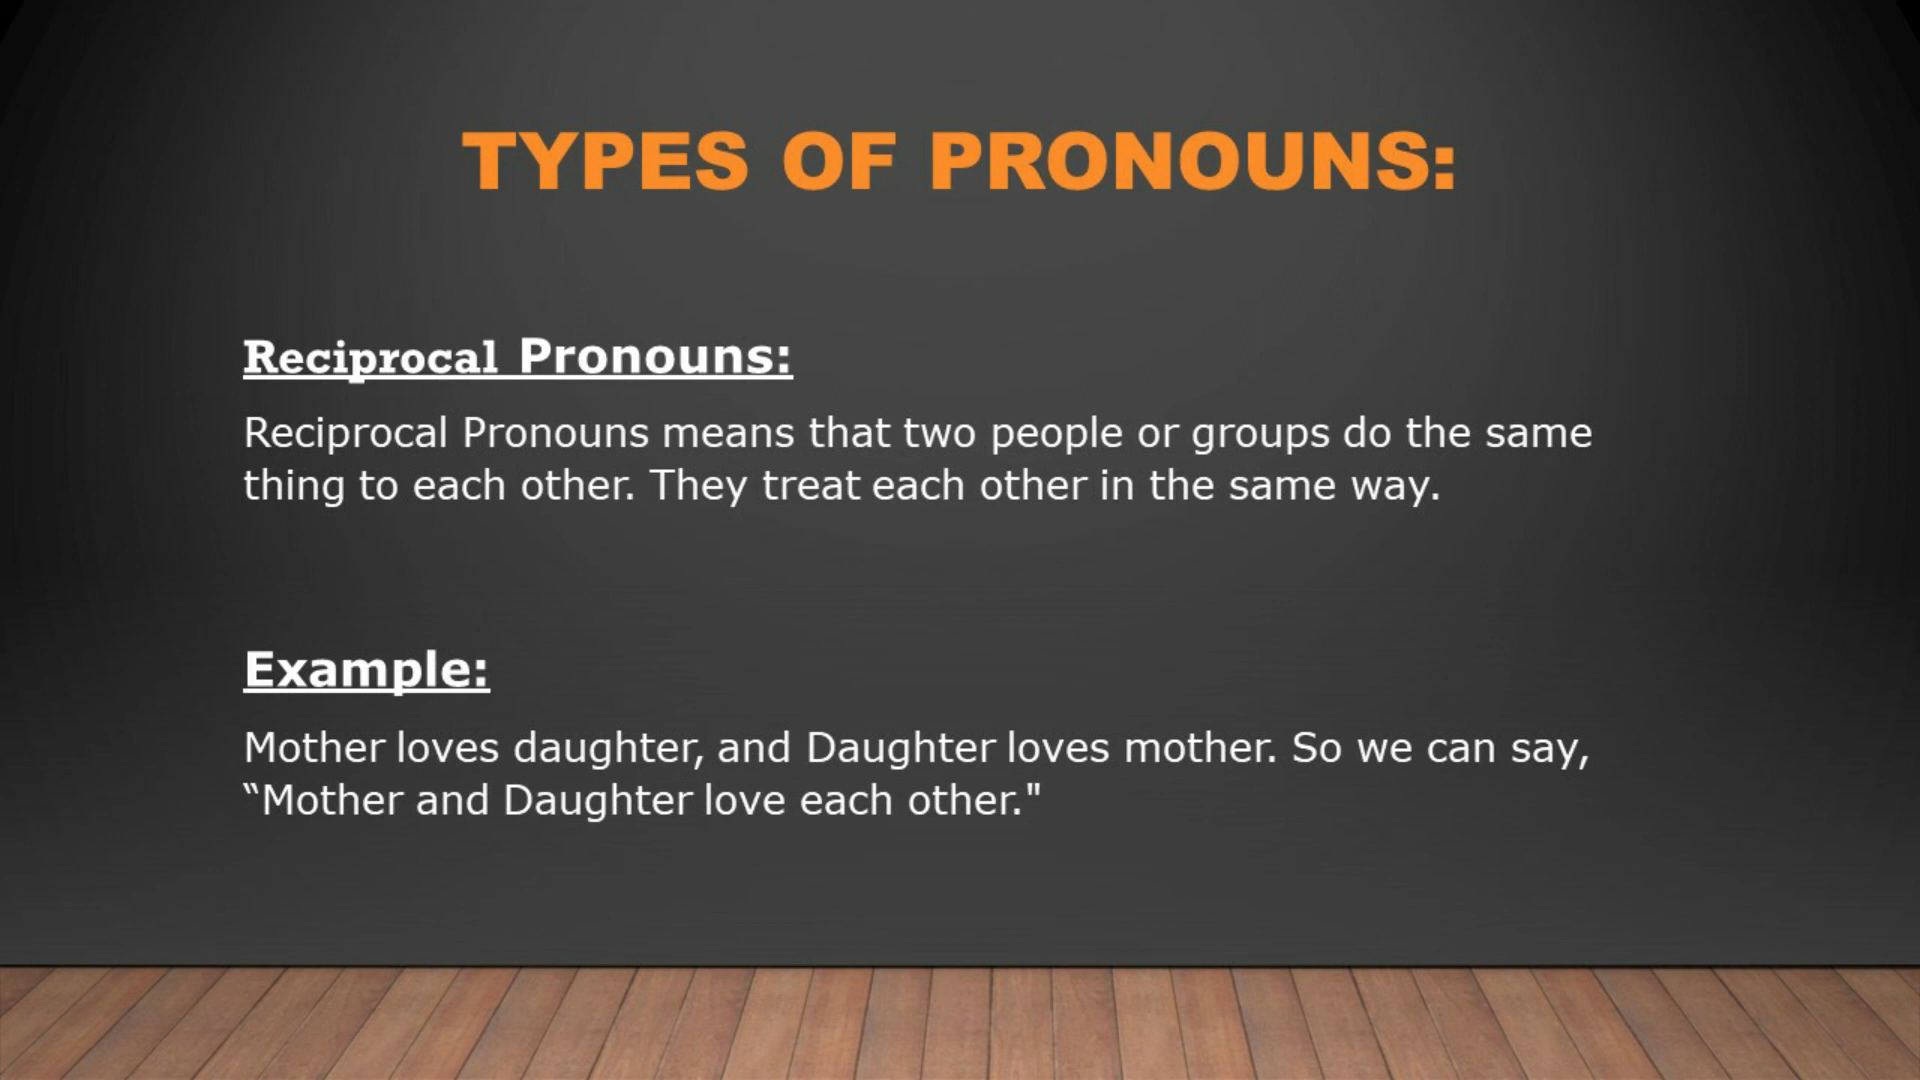 TYPES OF PRONOUNS:
Reciprocal Pronouns:
Reciprocal Pronouns means that two people or groups do the same
thing to each other. They treat each other in the same way.
Example:
Mother loves daughter, and Daughter loves mother. So we can say,
“Mother and Daughter love each other."